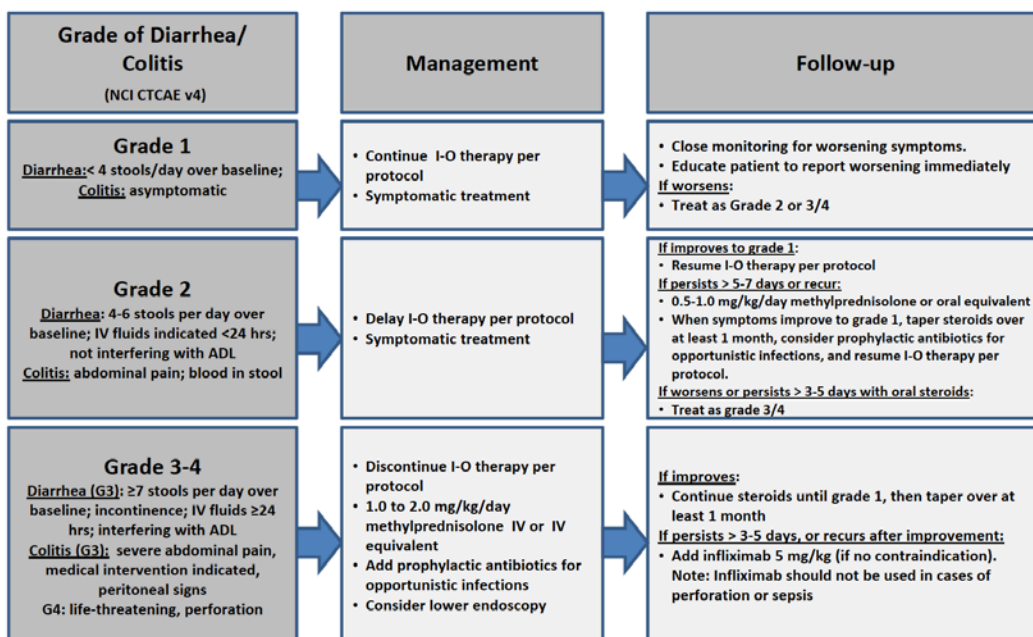 Grade of Diarrhea/
Colitis
(NCI CTCAE v4)
Management
Follow-up
Grade 1
Diarrhea:< 4 stools/day over baseline;
Colitis: asymptomatic
• Continue I-O therapy per
protocol
• Symptomatic treatment
• Close monitoring for worsening symptoms.
• Educate patient to report worsening immediately
If worsens:
• Treat as Grade 2 or 3/4
Grade 2
Diarrhea: 4-6 stools per day over
baseline; IV fluids indicated <24 hrs;
not interfering with ADL
Colitis: abdominal pain; blood in stool
• Delay I-O therapy per protocol
• Symptomatic treatment
If improves to grade 1:
• Resume I-O therapy per protocol
If persists > 5-7 days or recur:
• 0.5-1.0 mg/kg/day methylprednisolone or oral equivalent
• When symptoms improve to grade 1, taper steroids over
at least 1 month, consider prophylactic antibiotics for
opportunistic infections, and resume I-O therapy per
protocol.
If worsens or persists > 3-5 days with oral steroids:
• Treat as grade 3/4
Grade 3-4
Diarrhea (G3): ≥7 stools per day over
baseline; incontinence; IV fluids ≥24
hrs; interfering with ADL
Colitis (G3): severe abdominal pain,
medical intervention indicated,
peritoneal signs
G4: life-threatening, perforation
• Discontinue I-O therapy per
protocol
• 1.0 to 2.0 mg/kg/day
methylprednisolone IV or IV
equivalent
• Add prophylactic antibiotics for
opportunistic infections
• Consider lower endoscopy
If improves:
• Continue steroids until grade 1, then taper over at
least 1 month
If persists > 3-5 days, or recurs after improvement:
• Add infliximab 5 mg/kg (if no contraindication).
Note: Infliximab should not be used in cases of
perforation or sepsis